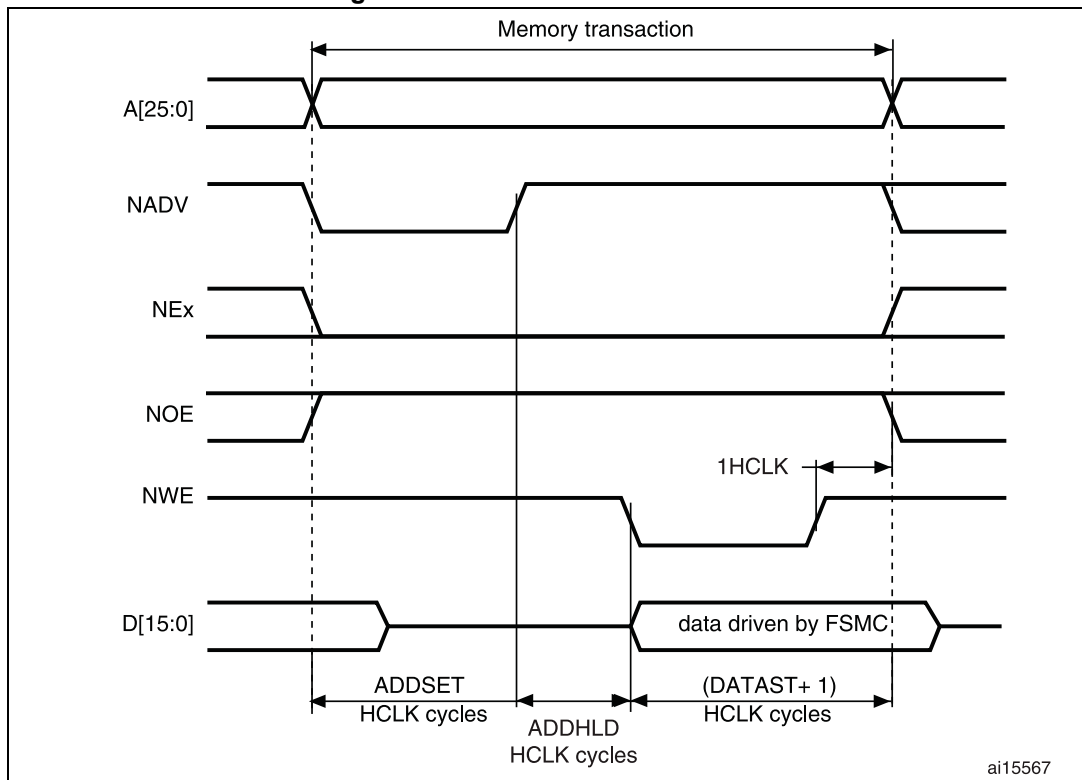 Memory transaction
A[25:0]
NADV
NEx
NOE
1HCLK
NWE
D[15:0]
data driven by FSMC
ADDSET
HCLK cycles
(DATAST+ 1)
HCLK cycles
ADDHLD
HCLK cycles
ai15567